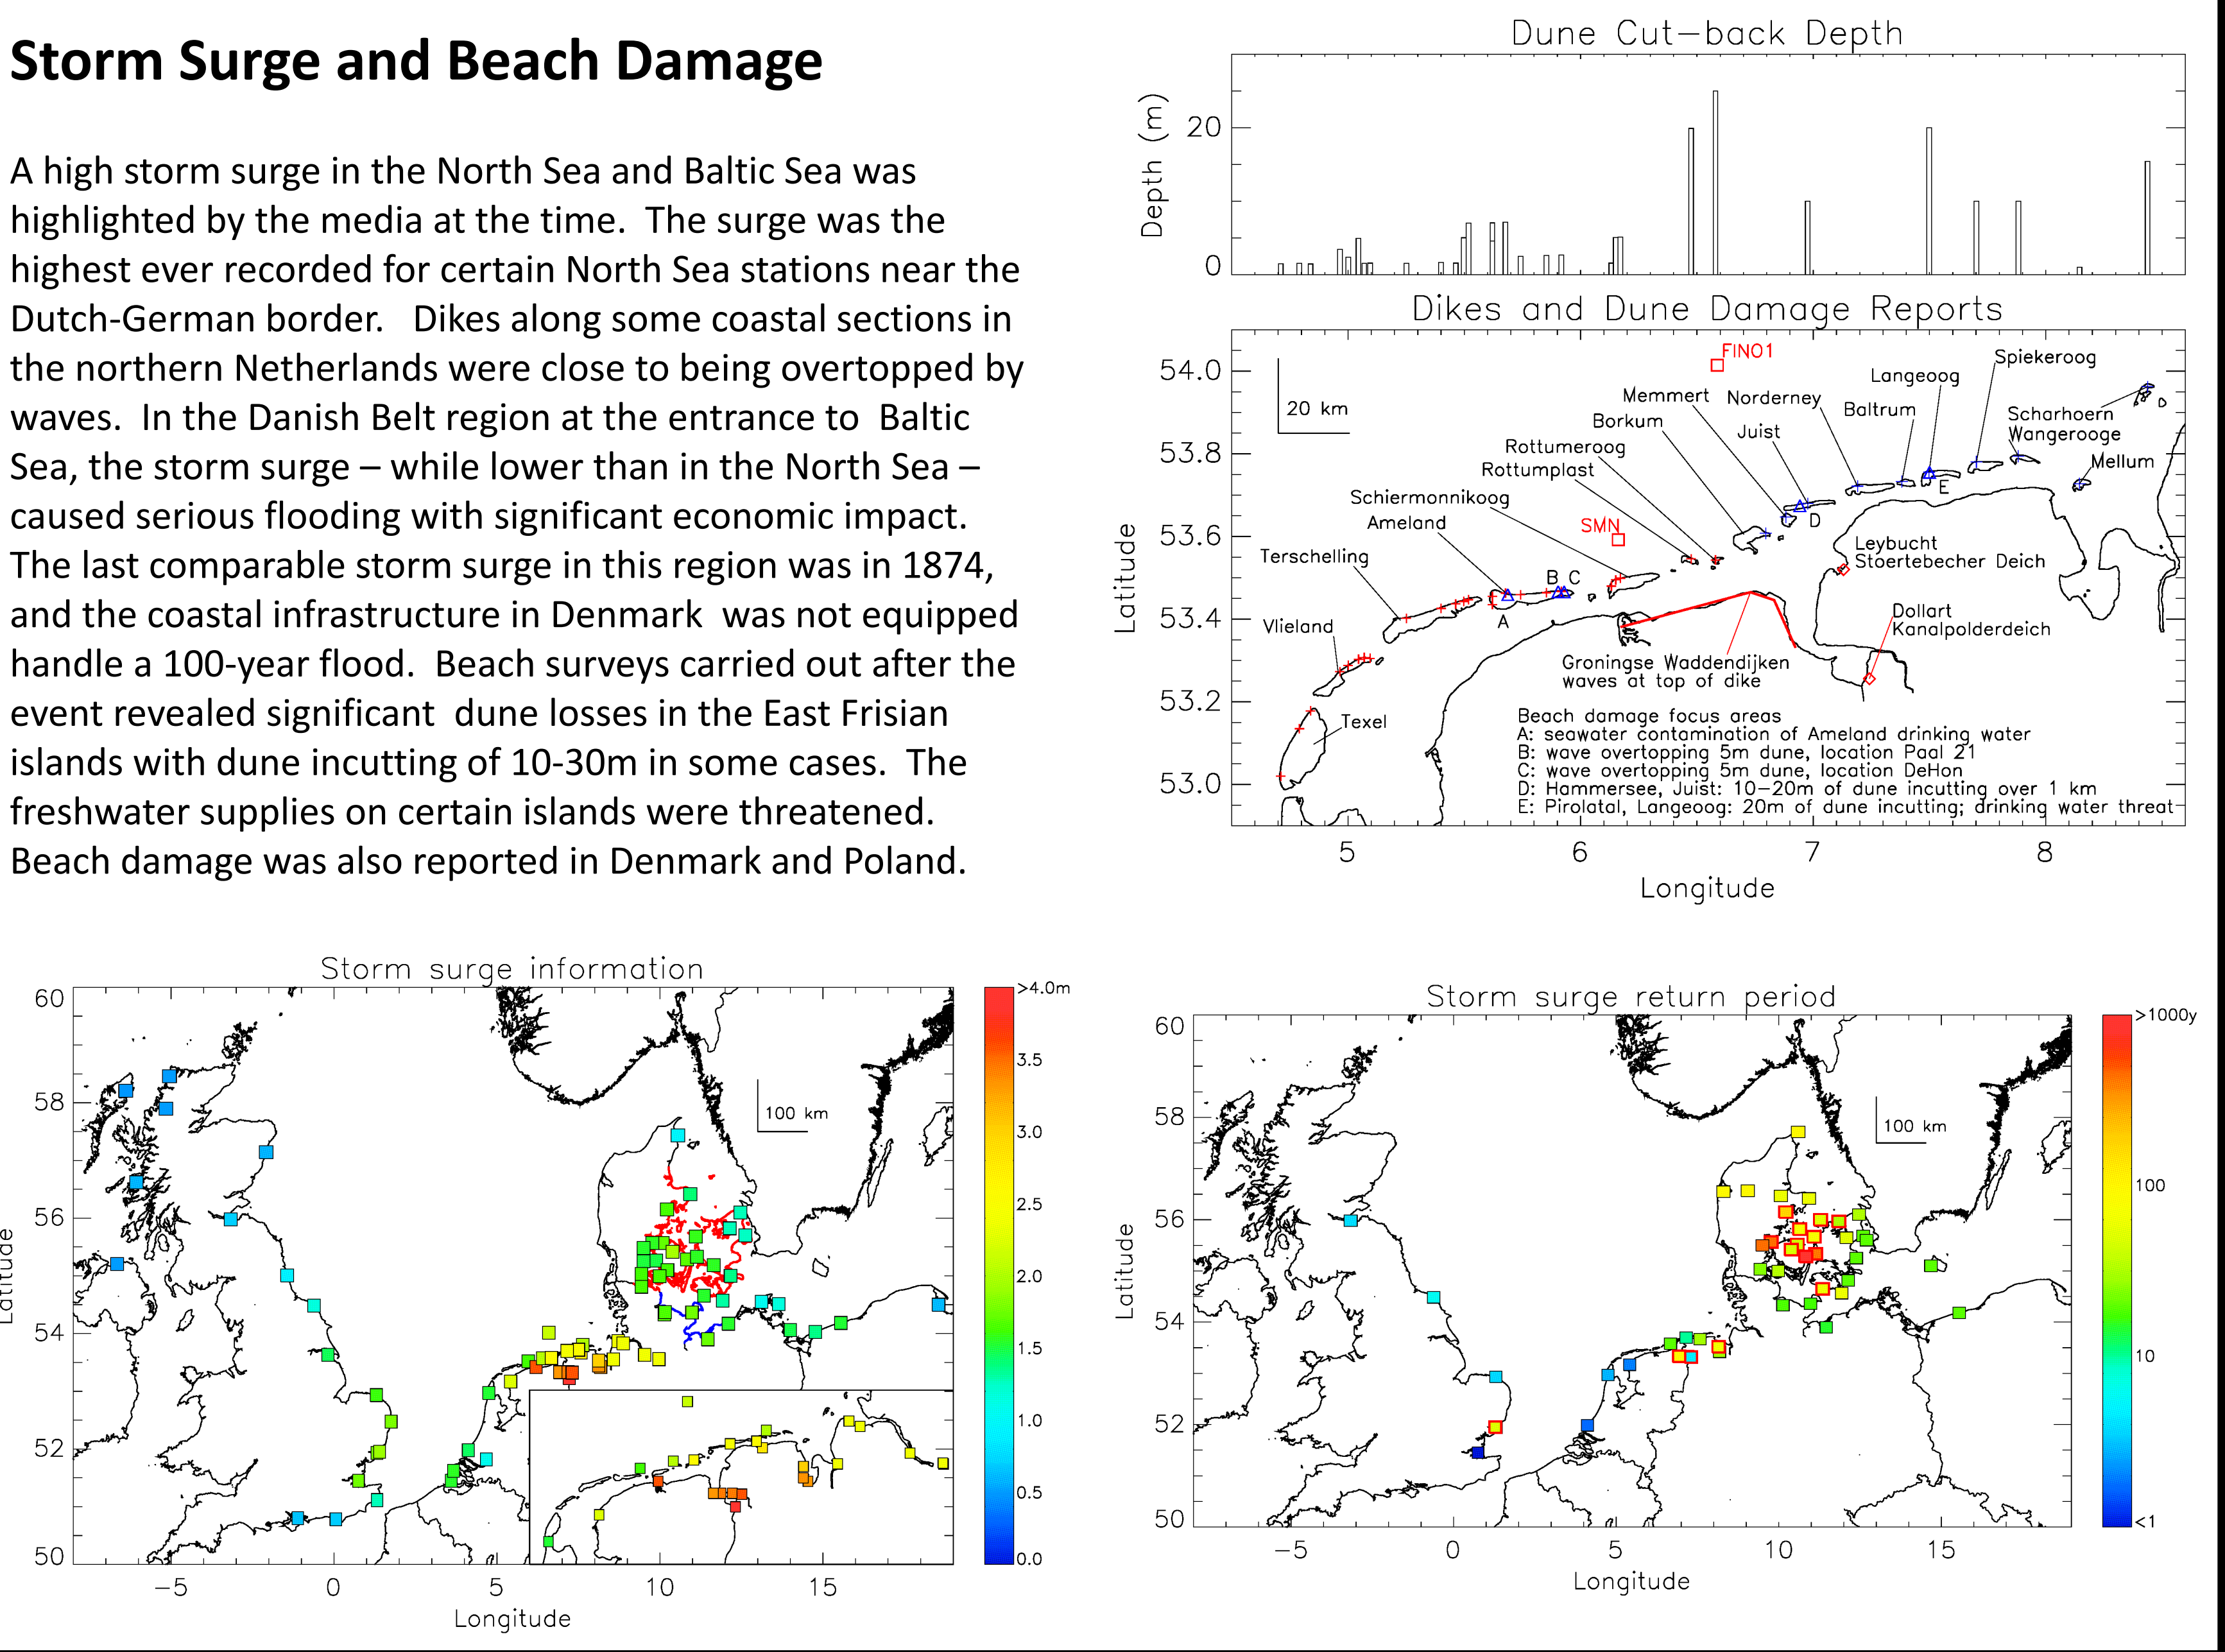 Storm Surge and Beach Damage
A high storm surge in the North Sea and Baltic Sea was
highlighted by the media at the time.  The surge was the
highest ever recorded for certain North Sea stations near the
Dutch-German border.   Dikes along some coastal sections in
the northern Netherlands were close to being overtopped by
waves.  In the Danish Belt region at the entrance to  Baltic
Sea, the storm surge – while lower than in the North Sea –
caused serious flooding with significant economic impact.
The last comparable storm surge in this region was in 1874,
and the coastal infrastructure in Denmark  was not equipped
handle a 100-year flood.  Beach surveys carried out after the
event revealed significant  dune losses in the East Frisian
islands with dune incutting of 10-30m in some cases.  The
freshwater supplies on certain islands were threatened.
Beach damage was also reported in Denmark and Poland.
Dune Cut-back Depth
Depth (m)
20
0
Dikes and Dune Damage Reports
Latitude
54.0
53.8
53.6
53.4
53.2
53.0
20 km
FINO1
Spiekeroog
Langeoog
Memmert
Norderney
Baltrum
Scharhoern
Borkum
Wangerooge
Juist
Rottumeroog
Mellum
Rottumplast
E
Schiermonnikoog
D
Ameland
SMN
Leybucht
Stoertebecher Deich
Terschelling
B C
A
Dollart
Kanalpolderdeich
Vlieland
Groningse Waddendijken
waves at top of dike
Texel
Beach damage focus areas
A: seawater contamination of Ameland drinking water
B: wave overtopping 5m dune, location Paal 21
C: wave overtopping 5m dune, location DeHon
D: Hammersee, Juist: 10-20m of dune incutting over 1 km
E: Pirolatal, Langeoog: 20m of dune incutting; drinking water threat
5 6 7 8
Longitude
Storm surge information
Latitude
60
58
56
54
52
50
100 km
-5 0 5 10 15
Longitude
>4.0m
3.5
3.0
2.5
2.0
1.5
1.0
0.5
0.0
Storm surge return period
Latitude
60
58
56
54
52
50
100 km
-5 0 5 10 15
Longitude
>1000y
100
10
<1